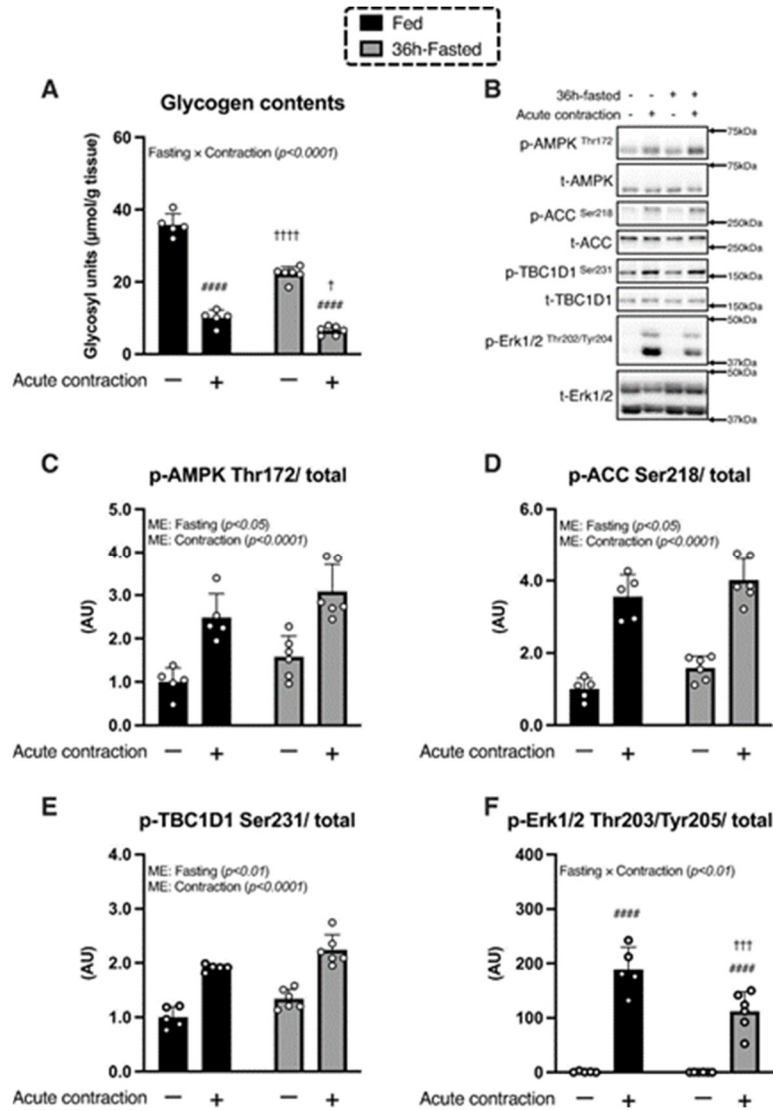 Fed
36h-Fasted
A
Glycogen contents
Glycosyl units (µmol/g tissue)
60
40
20
0
Fasting × Contraction (p<0.0001)
####
††††
†
####
Acute contraction
— + — +
B
36h-fasted - - + +
Acute contraction - + - +
p-AMPK Thr172
75kDa
t-AMPK
75kDa
p-ACC Ser218
250kDa
t-ACC
250kDa
p-TBC1D1 Ser231
150kDa
t-TBC1D1
150kDa
p-Erk1/2 Thr202/Tyr204
50kDa
37kDa
t-Erk1/2
50kDa
37kDa
C
p-AMPK Thr172/ total
(AU)
5.0
4.0
3.0
2.0
1.0
0.0
ME: Fasting (p<0.05)
ME: Contraction (p<0.0001)
Acute contraction
— + — +
D
p-ACC Ser218/ total
(AU)
6.0
4.0
2.0
0.0
ME: Fasting (p<0.05)
ME: Contraction (p<0.0001)
Acute contraction
— + — +
E
p-TBC1D1 Ser231/ total
(AU)
4.0
3.0
2.0
1.0
0.0
ME: Fasting (p<0.01)
ME: Contraction (p<0.0001)
Acute contraction
— + — +
F
p-Erk1/2 Thr203/Tyr205/ total
(AU)
400
300
200
100
0
Fasting × Contraction (p<0.01)
####
†††
####
Acute contraction
— + — +